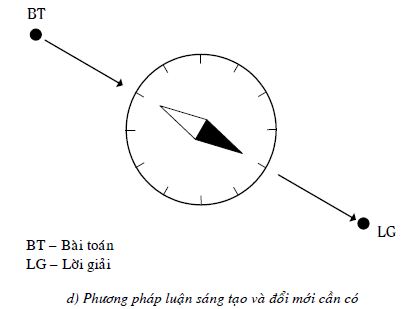 BT
LG
BT – Bài toán
LG – Lời giải
d) Phương pháp luận sáng tạo và đổi mới cần có